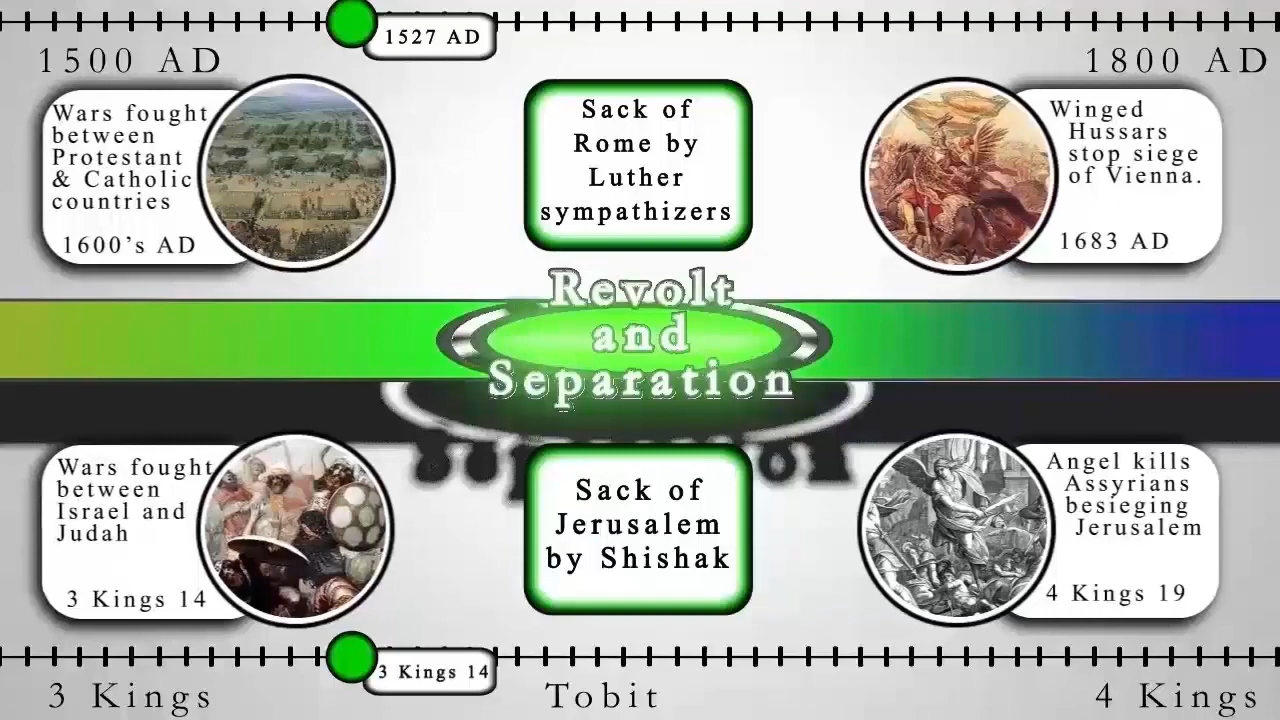 1527 AD
1500 AD
1800 AD
Wars fought
between
Protestant
& Catholic
countries
1600's AD
Sack of
Rome by
Luther
sympathizers
Winged
Hussars
stop siege
of Vienna.
1683 AD
Revolt
and
Separation
Wars fought
between
Israel and
Judah
3 Kings 14
Sack of
Jerusalem
by Shishak
Angel kills
Assyrians
besieging
Jerusalem
4 Kings 19
3 Kings 14
3 Kings
Tobit
4 Kings